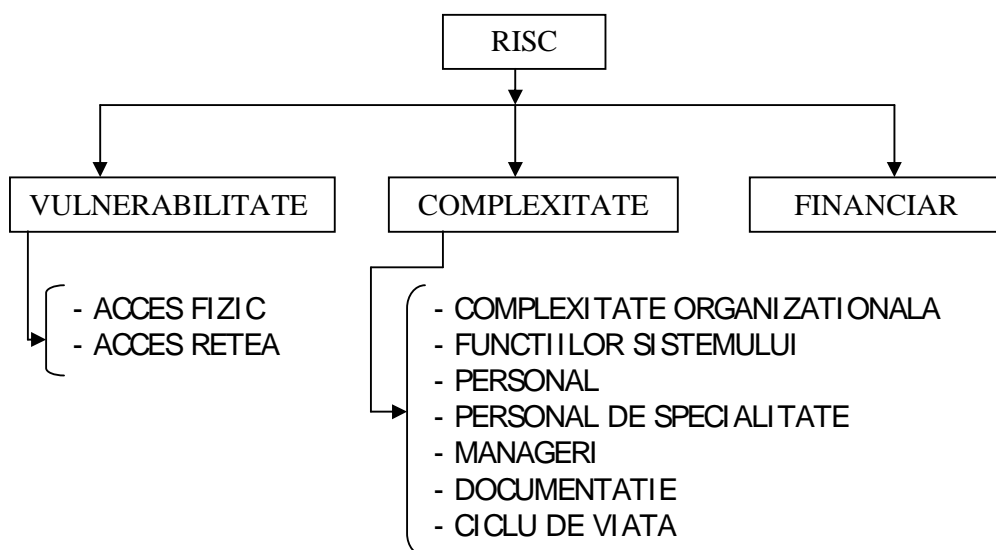 RISC
VULNERABILITATE
COMPLEXITATE
FINANCIAR
- ACCES FIZIC
- ACCES RETEA
- COMPLEXITATE ORGANIZATIONALA
- FUNCTIILOR SISTEMULUI
- PERSONAL
- PERSONAL DE SPECIALITATE
- MANAGERI
- DOCUMENTATIE
- CICLU DE VIATA